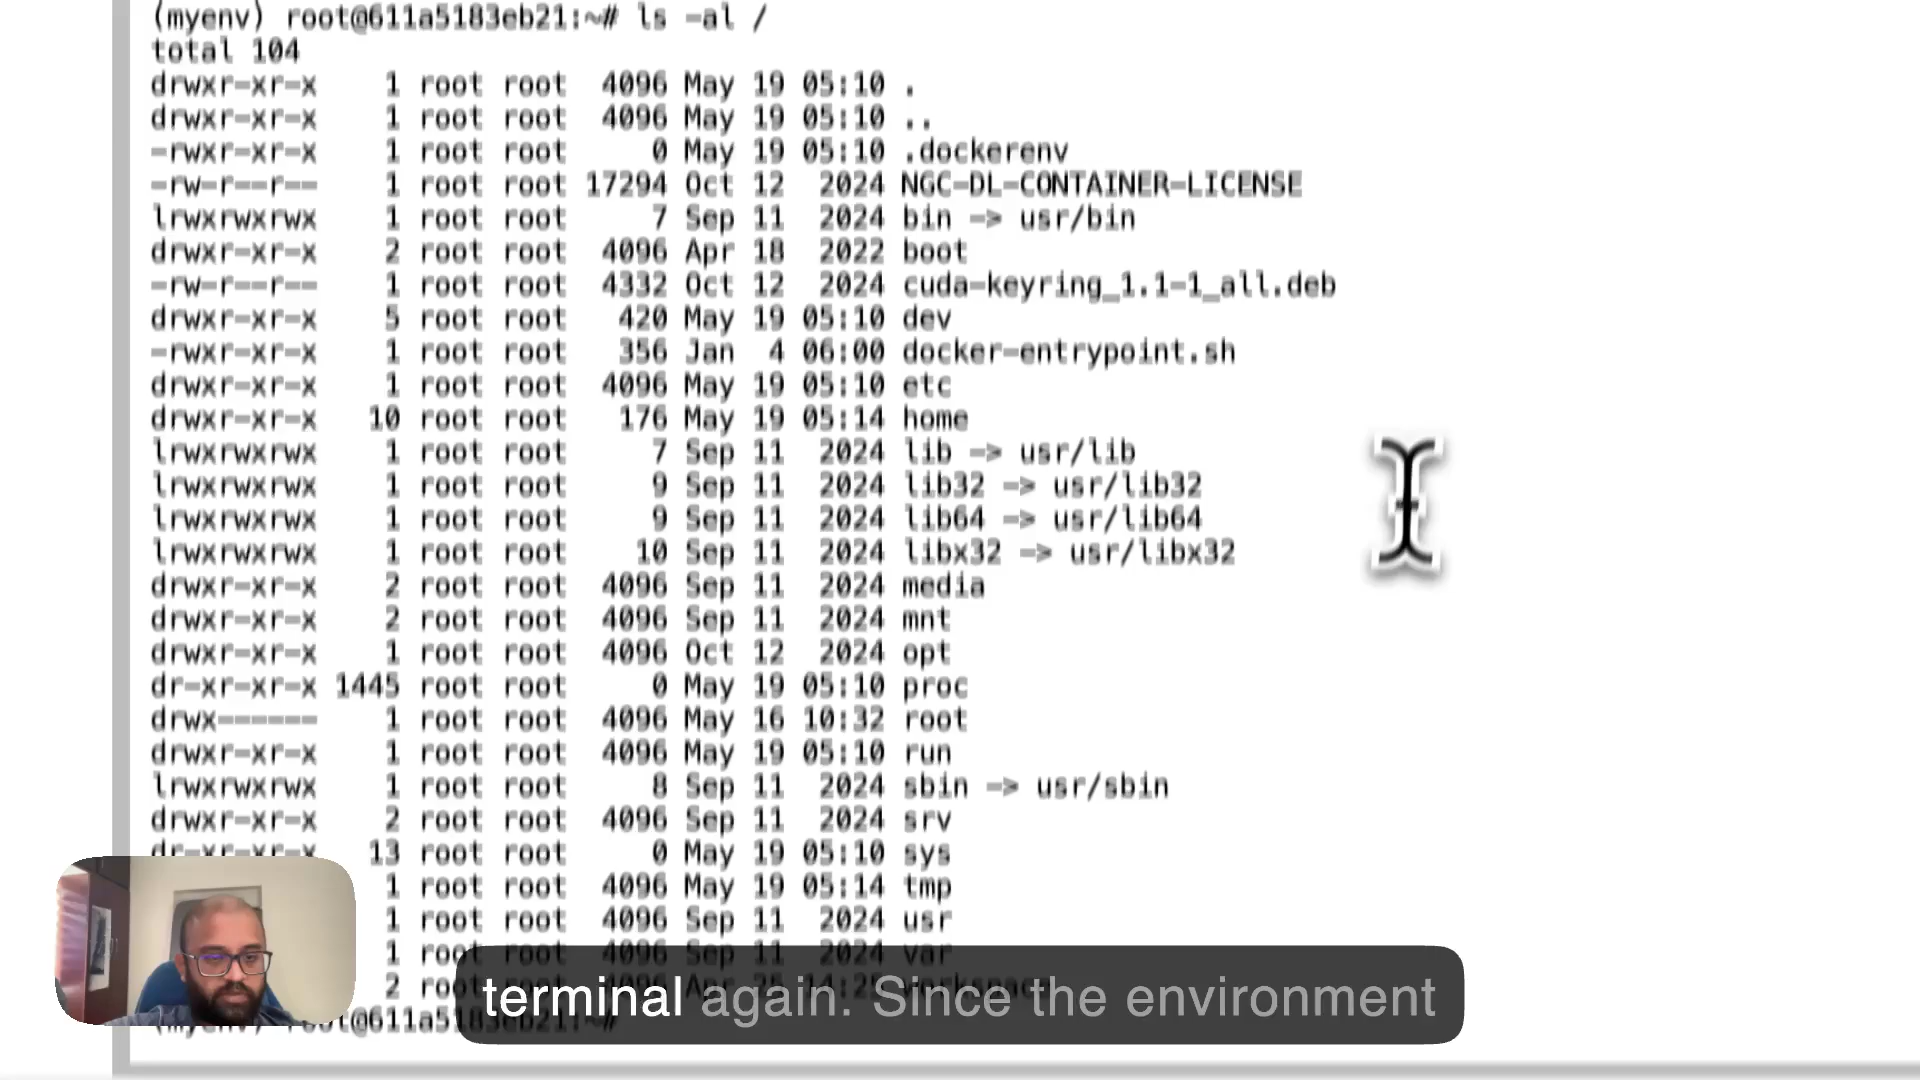 (myenv) root@611a5183eb21:~# ls -al /
total 104
drwxr-xr-x 1 root root 4096 May 19 05:10 .
drwxr-xr-x 1 root root 4096 May 19 05:10 ..
-rwxr-xr-x 1 root root 0 May 19 05:10 .dockerenv
-rw-r--r-- 1 root root 17294 Oct 12 2024 NGC-DL-CONTAINER-LICENSE
lrwxrwxrwx 1 root root 7 Sep 11 2024 bin -> usr/bin
drwxr-xr-x 2 root root 4096 Apr 18 2022 boot
-rw-r--r-- 1 root root 4332 Oct 12 2024 cuda-keyring_1.1-1_all.deb
drwxr-xr-x 5 root root 420 May 19 05:10 dev
-rwxr-xr-x 1 root root 356 Jan 4 06:00 docker-entrypoint.sh
drwxr-xr-x 1 root root 4096 May 19 05:10 etc
drwxr-xr-x 10 root root 176 May 19 05:14 home
lrwxrwxrwx 1 root root 7 Sep 11 2024 lib -> usr/lib
lrwxrwxrwx 1 root root 9 Sep 11 2024 lib32 -> usr/lib32
lrwxrwxrwx 1 root root 9 Sep 11 2024 lib64 -> usr/lib64
lrwxrwxrwx 1 root root 10 Sep 11 2024 libx32 -> usr/libx32
drwxr-xr-x 2 root root 4096 Sep 11 2024 media
drwxr-xr-x 2 root root 4096 Sep 11 2024 mnt
drwxr-xr-x 1 root root 4096 Oct 12 2024 opt
dr-xr-xr-x 1445 root root 0 May 19 05:10 proc
drwx------ 1 root root 4096 May 16 10:32 root
drwxr-xr-x 1 root root 4096 May 19 05:10 run
lrwxrwxrwx 1 root root 8 Sep 11 2024 sbin -> usr/sbin
drwxr-xr-x 2 root root 4096 Sep 11 2024 srv
dr-xr-xr-x 13 root root 0 May 19 05:10 sys
1 root root 4096 May 19 05:14 tmp
1 root root 4096 Sep 11 2024 usr
1 root root 4096 Sep 11 2024 var
2
terminal again. Since the environment
(myenv) root@611a5183eb21:~#